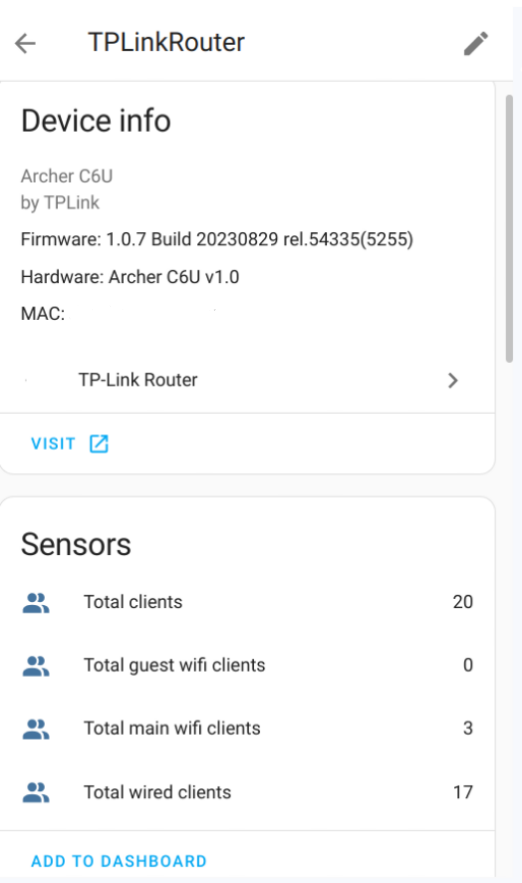 TPLinkRouter
Device info
Archer C6U
by TPLink
Firmware: 1.0.7 Build 20230829 rel.54335(5255)
Hardware: Archer C6U v1.0
MAC:
TP-Link Router
VISIT
Sensors
Total clients 20
Total guest wifi clients 0
Total main wifi clients 3
Total wired clients 17
ADD TO DASHBOARD